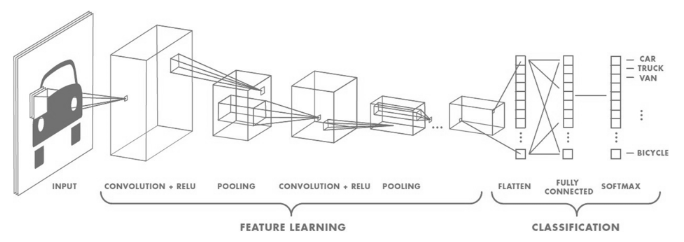 CAR
TRUCK
VAN
BICYCLE
INPUT
CONVOLUTION + RELU
POOLING
CONVOLUTION + RELU
POOLING
FLATTEN
FULLY
CONNECTED
SOFTMAX
FEATURE LEARNING
CLASSIFICATION